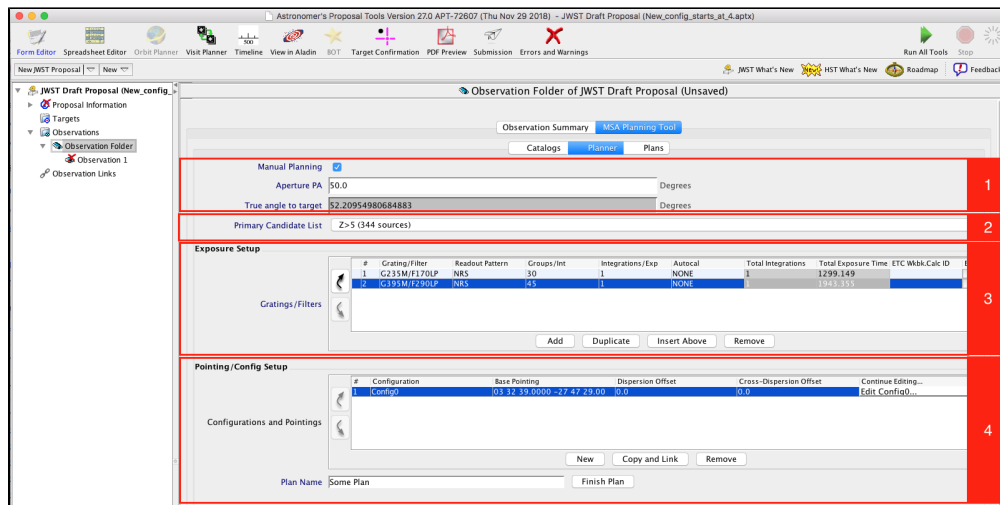 Astronomer's Proposal Tools Version 27.0 APT-72607 (Thu Nov 29 2018) - JWST Draft Proposal (New_config_starts_at_4.aptx)
Form Editor Spreadsheet Editor Orbit Planner Visit Planner Timeline View in Aladin BOT Target Confirmation PDF Preview Submission Errors and Warnings Run All Tools Stop
New JWST Proposal New JWST What's New New! HST What's New Roadmap Feedback
JWST Draft Proposal (New_config_
Proposal Information
Targets
Observations
Observation Folder
Observation 1
Observation Links
Observation Folder of JWST Draft Proposal (Unsaved)
Observation Summary MSA Planning Tool
Catalogs Planner Plans
Manual Planning
Aperture PA 50.0 Degrees
True angle to target 52.20954980684883 Degrees
1
Primary Candidate List Z>5 (344 sources)
2
Exposure Setup
# Grating/Filter Readout Pattern Groups/Int Integrations/Exp Autocal Total Integrations Total Exposure Time ETC Wkbk.Calc ID E
1 G235M/F170LP NRS 30 1 NONE 1 1299.149
2 G395M/F290LP NRS 45 1 NONE 1 1943.355
Gratings/Filters
3
Add Duplicate Insert Above Remove
Pointing/Config Setup
# Configuration Base Pointing Dispersion Offset Cross-Dispersion Offset Continue Editing...
1 Config0 03 32 39.0000 -27 47 29.00 0.0 0.0 Edit Config0...
Configurations and Pointings
4
New Copy and Link Remove
Plan Name Some Plan Finish Plan